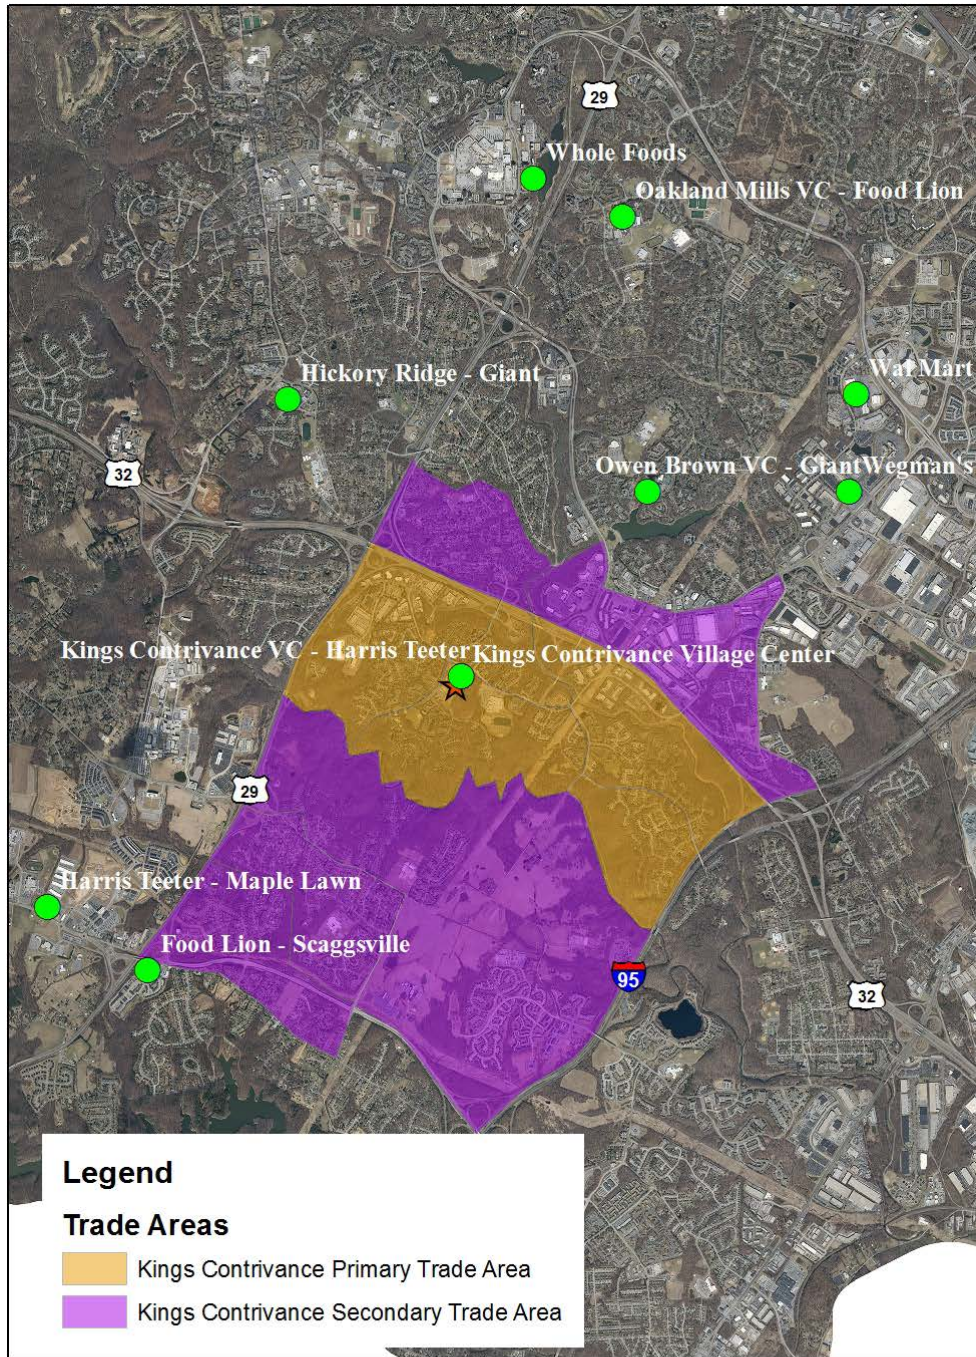 29
Whole Foods
Oakland Mills VC - Food Lion
Hickory Ridge - Giant
Wal Mart
32
Owen Brown VC - Giant
Wegman's
Kings Contrivance VC - Harris Teeter
Kings Contrivance Village Center
29
Harris Teeter - Maple Lawn
Food Lion - Scaggsville
95
32
Legend
Trade Areas
Kings Contrivance Primary Trade Area
Kings Contrivance Secondary Trade Area